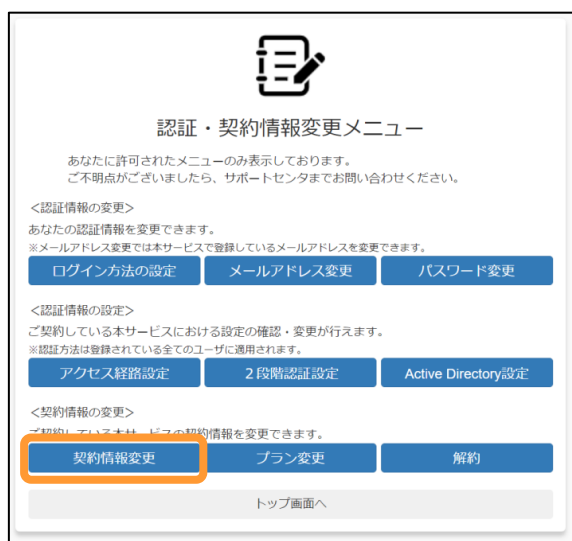 認証・契約情報変更メニュー
あなたに許可されたメニューのみ表示しております。
ご不明点がございましたら、サポートセンタまでお問い合わせください。
＜認証情報の変更＞
あなたの認証情報を変更できます。
※メールアドレス変更では本サービスで登録しているメールアドレスを変更できます。
ログイン方法の設定 メールアドレス変更 パスワード変更
＜認証情報の設定＞
ご契約している本サービスにおける設定の確認・変更が行えます。
※認証方法は登録されている全てのユーザに適用されます。
アクセス経路設定 ２段階認証設定 Active Directory設定
＜契約情報の変更＞
ご契約している本サービスの契約情報を変更できます。
契約情報変更 プラン変更 解約
トップ画面へ